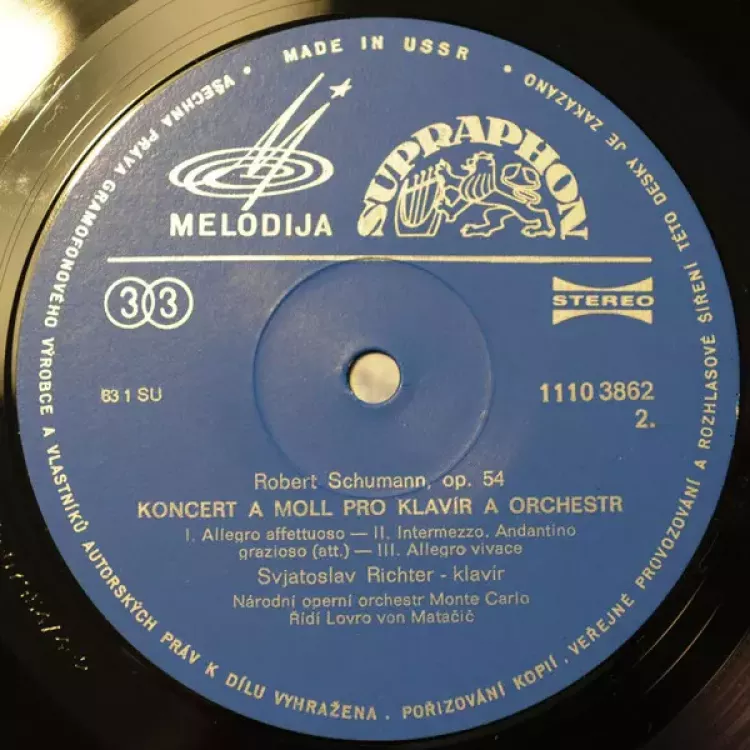 • MADE IN USSR •
VŠECHNA PRÁVA GRAMOFONOVÉHO VÝROBCE A VLASTNÍKŮ AUTORSKÝCH PRÁV K DÍLU VYHRAŽENA. POŘIZOVÁNÍ KOPIÍ, VEŘEJNÉ PROVOZOVÁNÍ A ROZHLASOVÉ ŠÍŘENÍ TÉTO DESKY JE ZAKÁZÁNO
MELÓDIJA
SUPRAPHON
33
STEREO
63 1 SU
1110 3862
2.
Robert Schumann, op. 54
KONCERT A MOLL PRO KLAVÍR A ORCHESTR
I. Allegro affettuoso — II. Intermezzo. Andantino
grazioso (att.) — III. Allegro vivace
Svjatoslav Richter - klavír
Národní operní orchestr Monte Carlo
Řídí Lovro von Matačič